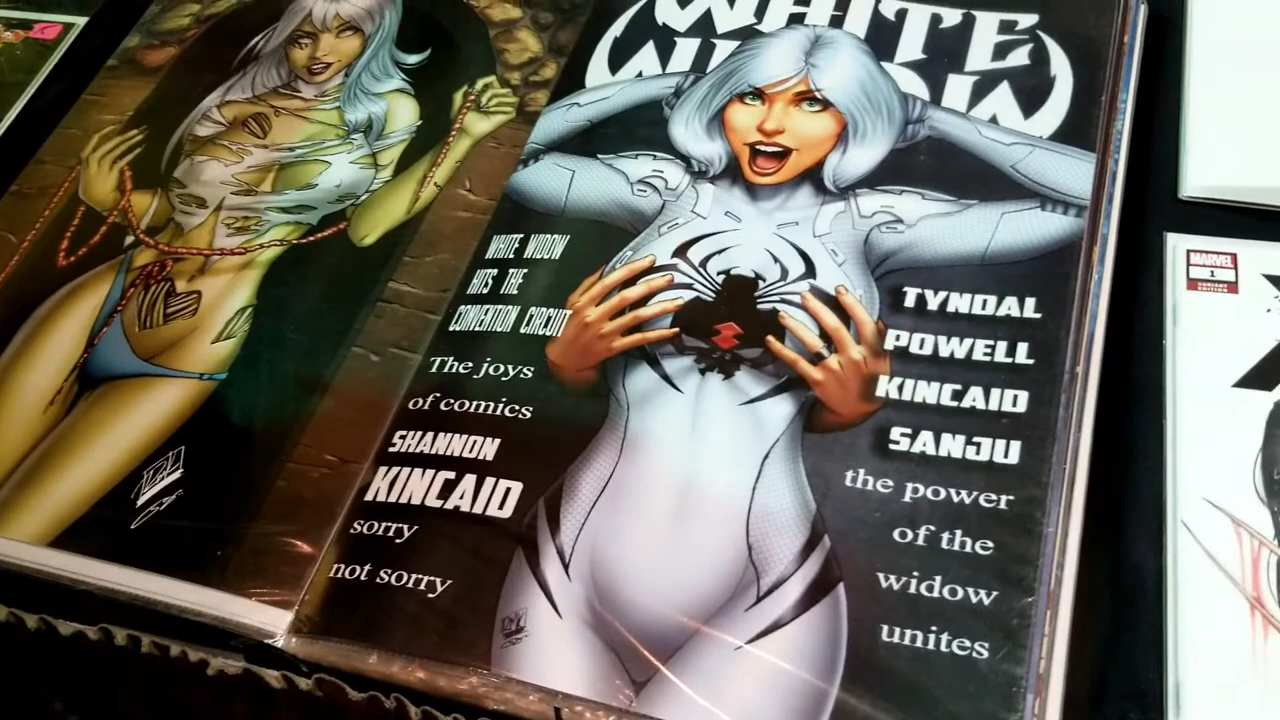 WHITE
WIDOW
WHITE WIDOW
HITS THE
CONVENTION CIRCUIT
The joys
of comics
SHANNON
KINCAID
sorry
not sorry
TYNDAL
POWELL
KINCAID
SANJU
the power
of the
widow
unites
MARVEL
1
VARIANT
EDITION